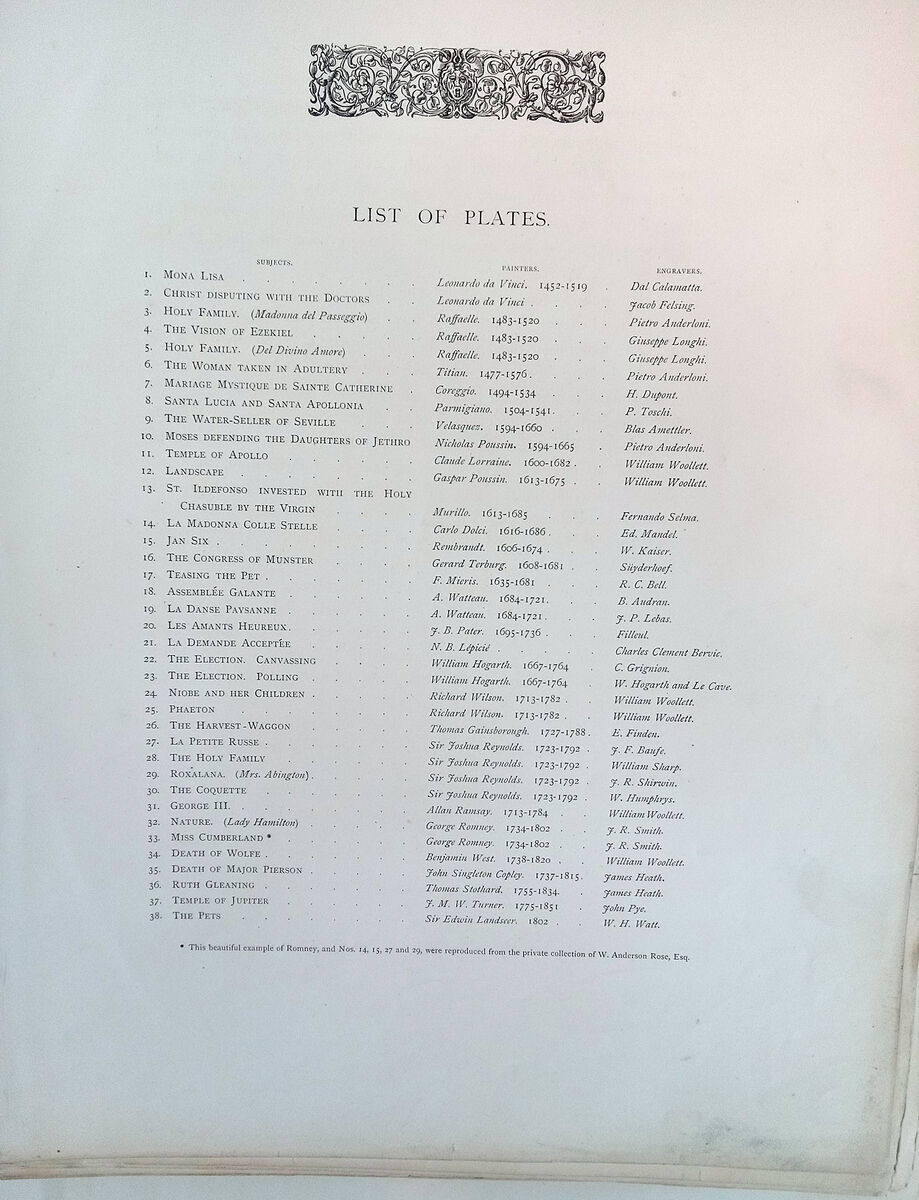 LIST OF PLATES.
SUBJECTS. PAINTERS. ENGRAVERS.
1. MONA LISA . . . . . . . Leonardo da Vinci. 1452-1519 . Dal Calamatta.
2. CHRIST DISPUTING WITH THE DOCTORS . . Leonardo da Vinci . . . . Jacob Felsing.
3. HOLY FAMILY. (Madonna del Passeggio) . . Raffaelle. 1483-1520 . . . Pietro Anderloni.
4. THE VISION OF EZEKIEL . . . . . Raffaelle. 1483-1520 . . . Giuseppe Longhi.
5. HOLY FAMILY. (Del Divino Amore) . . . Raffaelle. 1483-1520 . . . Giuseppe Longhi.
6. THE WOMAN TAKEN IN ADULTERY . . . Titian. 1477-1576 . . . . Pietro Anderloni.
7. MARIAGE MYSTIQUE DE SAINTE CATHERINE . Coreggio. 1494-1534 . . . H. Dupont.
8. SANTA LUCIA AND SANTA APOLLONIA . . Parmigiano. 1504-1541 . . . P. Toschi.
9. THE WATER-SELLER OF SEVILLE . . . Velasquez. 1594-1660 . . . Blas Amettler.
10. MOSES DEFENDING THE DAUGHTERS OF JETHRO Nicholas Poussin. 1594-1665 . Pietro Anderloni.
11. TEMPLE OF APOLLO . . . . . . Claude Lorraine. 1600-1682 . . William Woollett.
12. LANDSCAPE . . . . . . . Gaspar Poussin. 1613-1675 . . William Woollett.
13. ST. ILDEFONSO INVESTED WITH THE HOLY
CHASUBLE BY THE VIRGIN . . . . Murillo. 1613-1685 . . . Fernando Selma.
14. LA MADONNA COLLE STELLE . . . . Carlo Dolci. 1616-1686 . . . Ed. Mandel.
15. JAN SIX . . . . . . . . Rembrandt. 1606-1674 . . . W. Kaiser.
16. THE CONGRESS OF MUNSTER . . . . Gerard Terburg. 1608-1681 . . Süyderhoef.
17. TEASING THE PET . . . . . . F. Mieris. 1635-1681 . . . R. C. Bell.
18. ASSEMBLÉE GALANTE . . . . . A. Watteau. 1684-1721 . . . B. Audran.
19. LA DANSE PAYSANNE . . . . . A. Watteau. 1684-1721 . . . J. P. Lebas.
20. LES AMANTS HEUREUX. . . . . . J. B. Pater. 1695-1736 . . . Filleul.
21. LA DEMANDE ACCEPTÉE . . . . . N. B. Lépicié . . . . . Charles Clement Bervie.
22. THE ELECTION. CANVASSING . . . . William Hogarth. 1667-1764 . C. Grignion.
23. THE ELECTION. POLLING . . . . . William Hogarth. 1667-1764 . W. Hogarth and Le Cave.
24. NIOBE AND HER CHILDREN . . . . . Richard Wilson. 1713-1782 . . William Woollett.
25. PHAETON . . . . . . . Richard Wilson. 1713-1782 . . William Woollett.
26. THE HARVEST-WAGGON . . . . . Thomas Gainsborough. 1727-1788 . E. Finden.
27. LA PETITE RUSSE . . . . . . Sir Joshua Reynolds. 1723-1792 . J. F. Baufe.
28. THE HOLY FAMILY . . . . . Sir Joshua Reynolds. 1723-1792 . William Sharp.
29. ROXALANA. (Mrs. Abington) . . . . Sir Joshua Reynolds. 1723-1792 . J. R. Shirwin.
30. THE COQUETTE . . . . . . Sir Joshua Reynolds. 1723-1792 . W. Humphrys.
31. GEORGE III. . . . . . . . Allan Ramsay. 1713-1784 . . William Woollett.
32. NATURE. (Lady Hamilton) . . . . . George Romney. 1734-1802 . . J. R. Smith.
33. MISS CUMBERLAND * . . . . . . George Romney. 1734-1802 . . J. R. Smith.
34. DEATH OF WOLFE . . . . . . . Benjamin West. 1738-1820 . . William Woollett.
35. DEATH OF MAJOR PIERSON . . . . . John Singleton Copley. 1737-1815 . James Heath.
36. RUTH GLEANING . . . . . . . Thomas Stothard. 1755-1834 . . James Heath.
37. TEMPLE OF JUPITER . . . . . . J. M. W. Turner. 1775-1851 . John Pye.
38. THE PETS . . . . . . . . Sir Edwin Landseer. 1802 . . W. H. Watt.
* This beautiful example of Romney, and Nos. 14, 15, 27 and 29, were reproduced from the private collection of W. Anderson Rose, Esq.